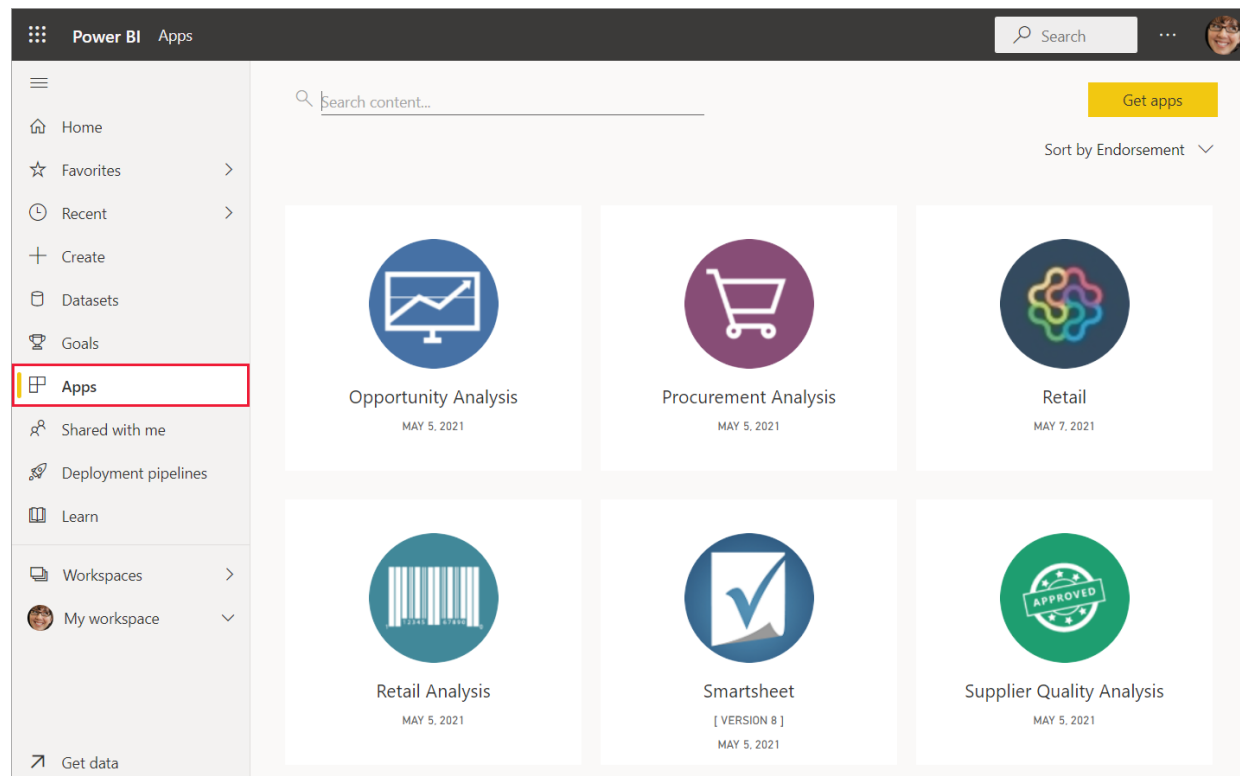 Power BI Apps
Search
...
Search content...
Get apps
Sort by Endorsement
Home
Favorites
Recent
Create
Datasets
Goals
Apps
Shared with me
Deployment pipelines
Learn
Workspaces
My workspace
Get data
Opportunity Analysis
MAY 5, 2021
Procurement Analysis
MAY 5, 2021
Retail
MAY 7, 2021
12345 67890
Retail Analysis
MAY 5, 2021
Smartsheet
[ VERSION 8 ]
MAY 5, 2021
APPROVED
Supplier Quality Analysis
MAY 5, 2021